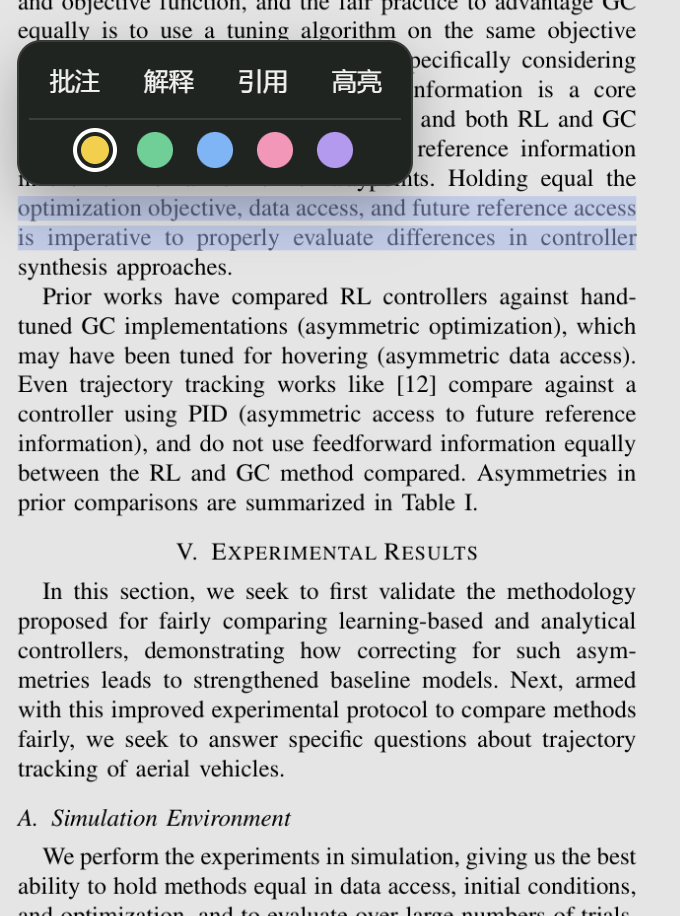 and objective function, and the fair practice to advantage GC
equally is to use a tuning algorithm on the same objective
pecifically considering
批注 解释 引用 高亮
nformation is a core
and both RL and GC
reference information
nts. Holding equal the
optimization objective, data access, and future reference access
is imperative to properly evaluate differences in controller
synthesis approaches.
Prior works have compared RL controllers against hand-
tuned GC implementations (asymmetric optimization), which
may have been tuned for hovering (asymmetric data access).
Even trajectory tracking works like [12] compare against a
controller using PID (asymmetric access to future reference
information), and do not use feedforward information equally
between the RL and GC method compared. Asymmetries in
prior comparisons are summarized in Table I.
V. EXPERIMENTAL RESULTS
In this section, we seek to first validate the methodology
proposed for fairly comparing learning-based and analytical
controllers, demonstrating how correcting for such asym-
metries leads to strengthened baseline models. Next, armed
with this improved experimental protocol to compare methods
fairly, we seek to answer specific questions about trajectory
tracking of aerial vehicles.
A. Simulation Environment
We perform the experiments in simulation, giving us the best
ability to hold methods equal in data access, initial conditions,
and optimization, and to evaluate over large numbers of trials.